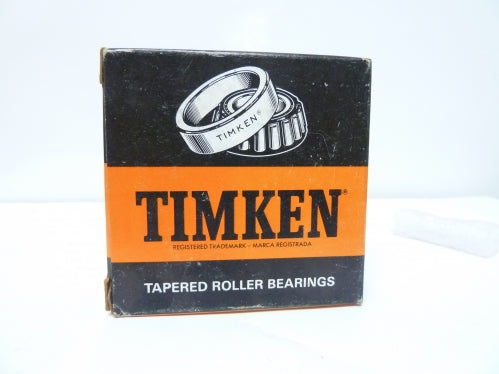 TIMKEN®
TIMKEN®
REGISTERED TRADEMARK – MARCA REGISTRADA
TAPERED ROLLER BEARINGS